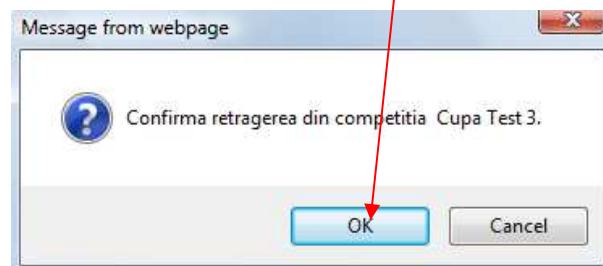 Message from webpage
Confirma retragerea din competitia Cupa Test 3.
OK
Cancel